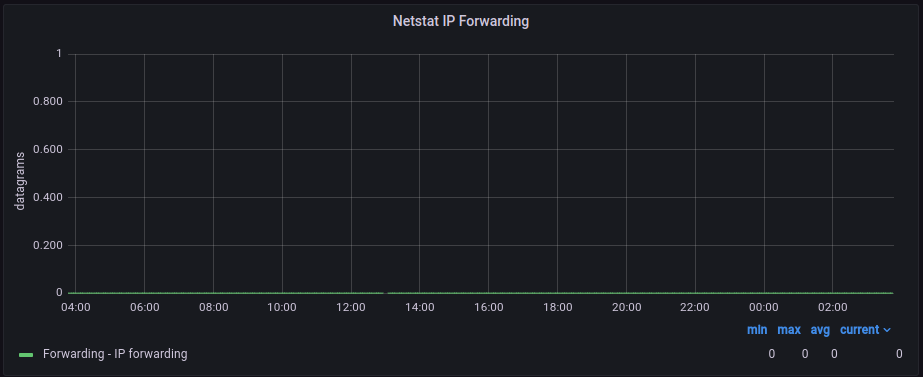 Netstat IP Forwarding
1
0.800
0.600
0.400
0.200
0
datagrams
04:00 06:00 08:00 10:00 12:00 14:00 16:00 18:00 20:00 22:00 00:00 02:00
min max avg current
Forwarding - IP forwarding 0 0 0 0